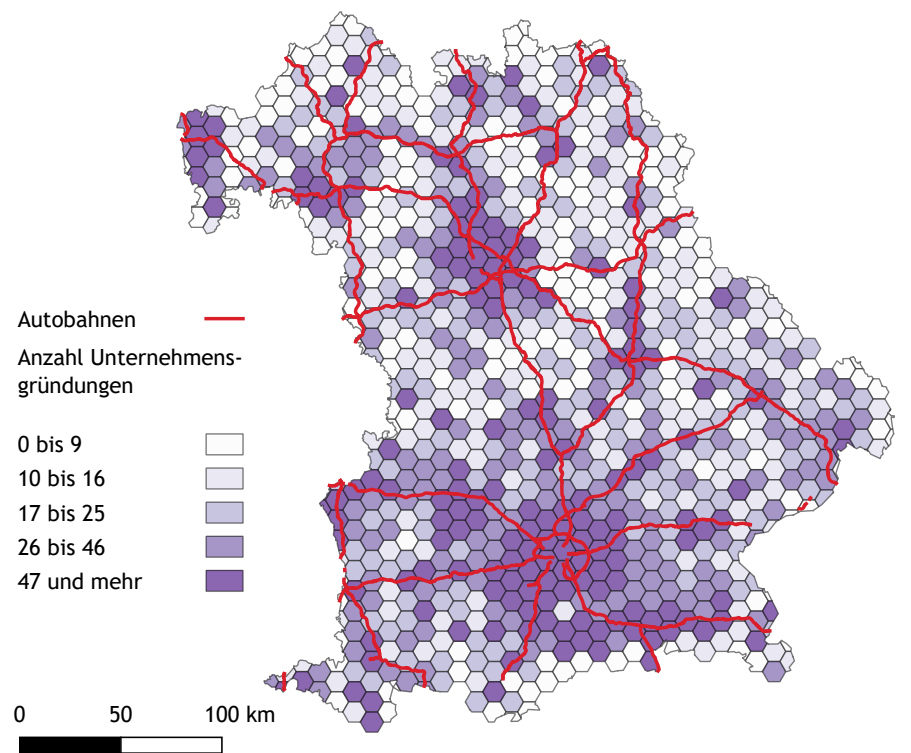 Autobahnen
Anzahl Unternehmens-
gründungen
0 bis 9
10 bis 16
17 bis 25
26 bis 46
47 und mehr
0 50 100 km